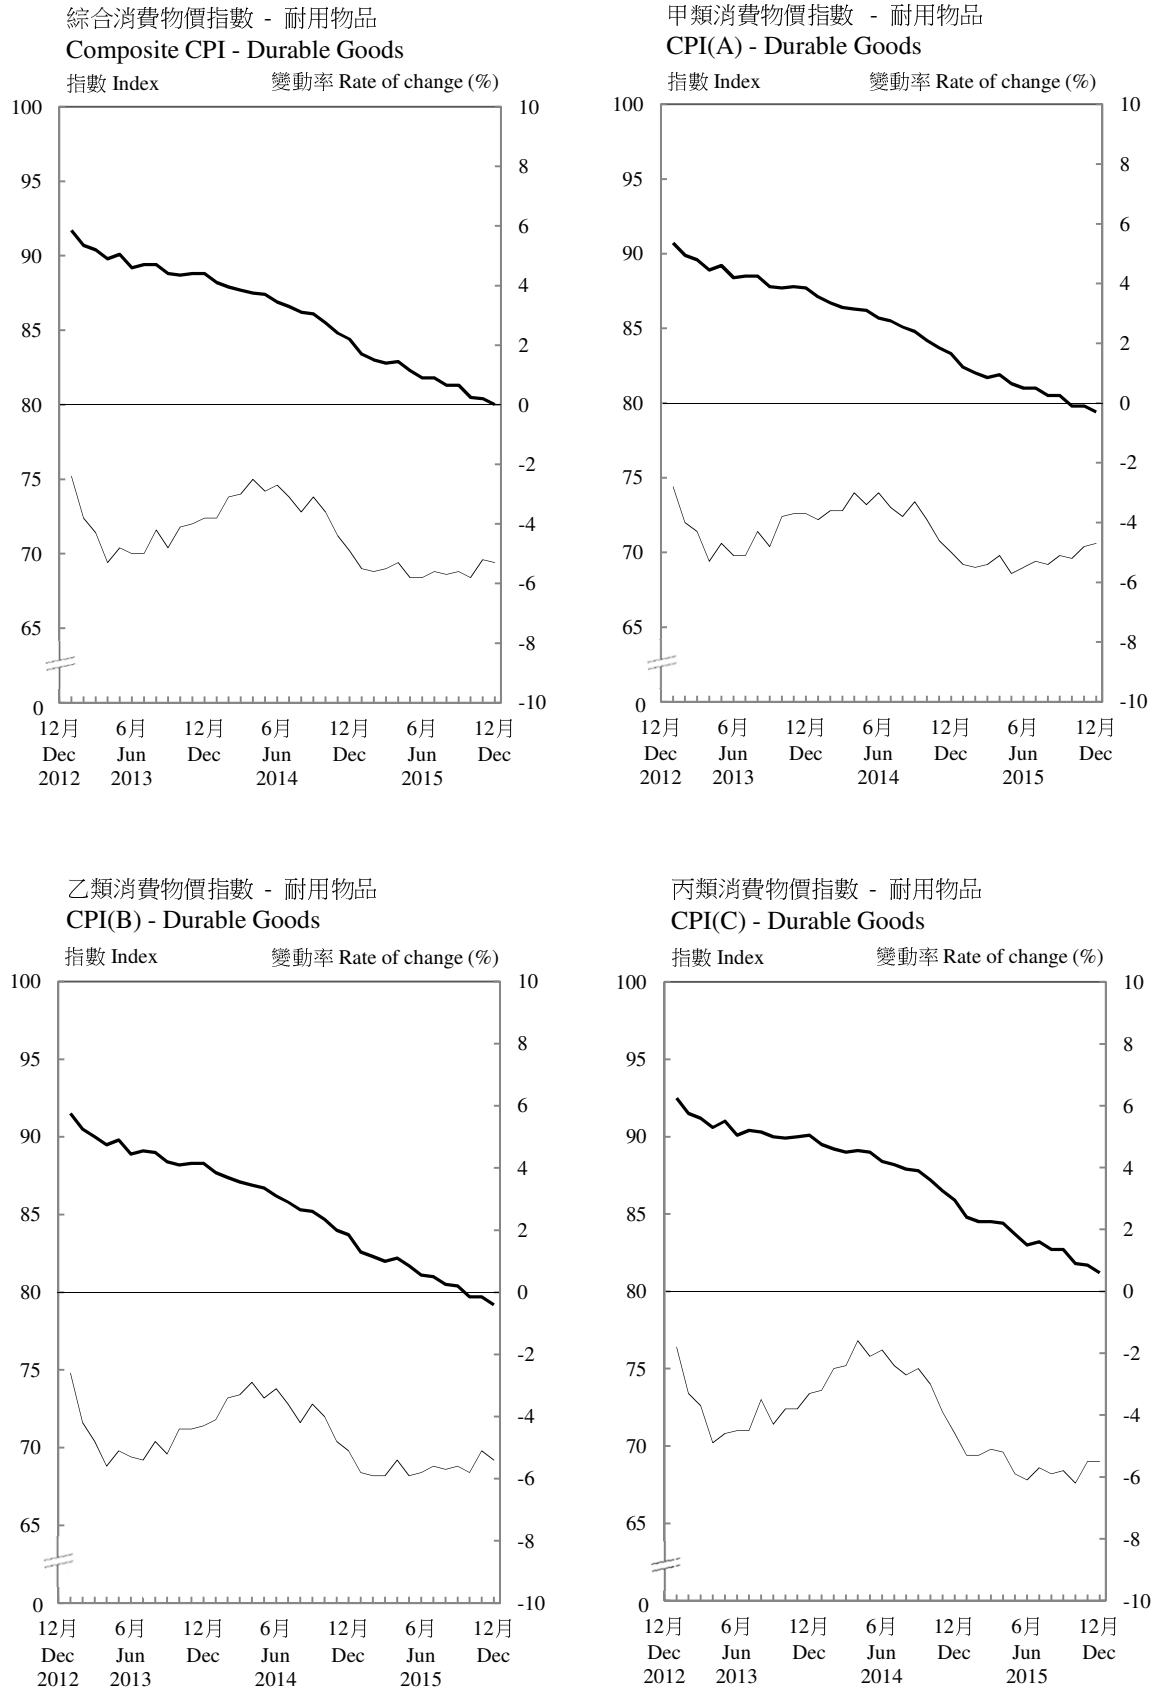 綜合消費物價指數 - 耐用物品
Composite CPI - Durable Goods
指數 Index 變動率 Rate of change (%)
100 10
8
95
6
90
4
85
2
80 0
-2
75
-4
70
-6
65
-8
0 -10
12月 6月 12月 6月 12月 6月 12月
Dec Jun Dec Jun Dec Jun Dec
2012 2013 2014 2015
甲類消費物價指數 - 耐用物品
CPI(A) - Durable Goods
指數 Index 變動率 Rate of change (%)
100 10
8
95
6
90
4
85
2
80 0
-2
75
-4
70
-6
65
-8
0 -10
12月 6月 12月 6月 12月 6月 12月
Dec Jun Dec Jun Dec Jun Dec
2012 2013 2014 2015
乙類消費物價指數 - 耐用物品
CPI(B) - Durable Goods
指數 Index 變動率 Rate of change (%)
100 10
8
95
6
90
4
85
2
80 0
-2
75
-4
70
-6
65
-8
0 -10
12月 6月 12月 6月 12月 6月 12月
Dec Jun Dec Jun Dec Jun Dec
2012 2013 2014 2015
丙類消費物價指數 - 耐用物品
CPI(C) - Durable Goods
指數 Index 變動率 Rate of change (%)
100 10
8
95
6
90
4
85
2
80 0
-2
75
-4
70
-6
65
-8
0 -10
12月 6月 12月 6月 12月 6月 12月
Dec Jun Dec Jun Dec Jun Dec
2012 2013 2014 2015